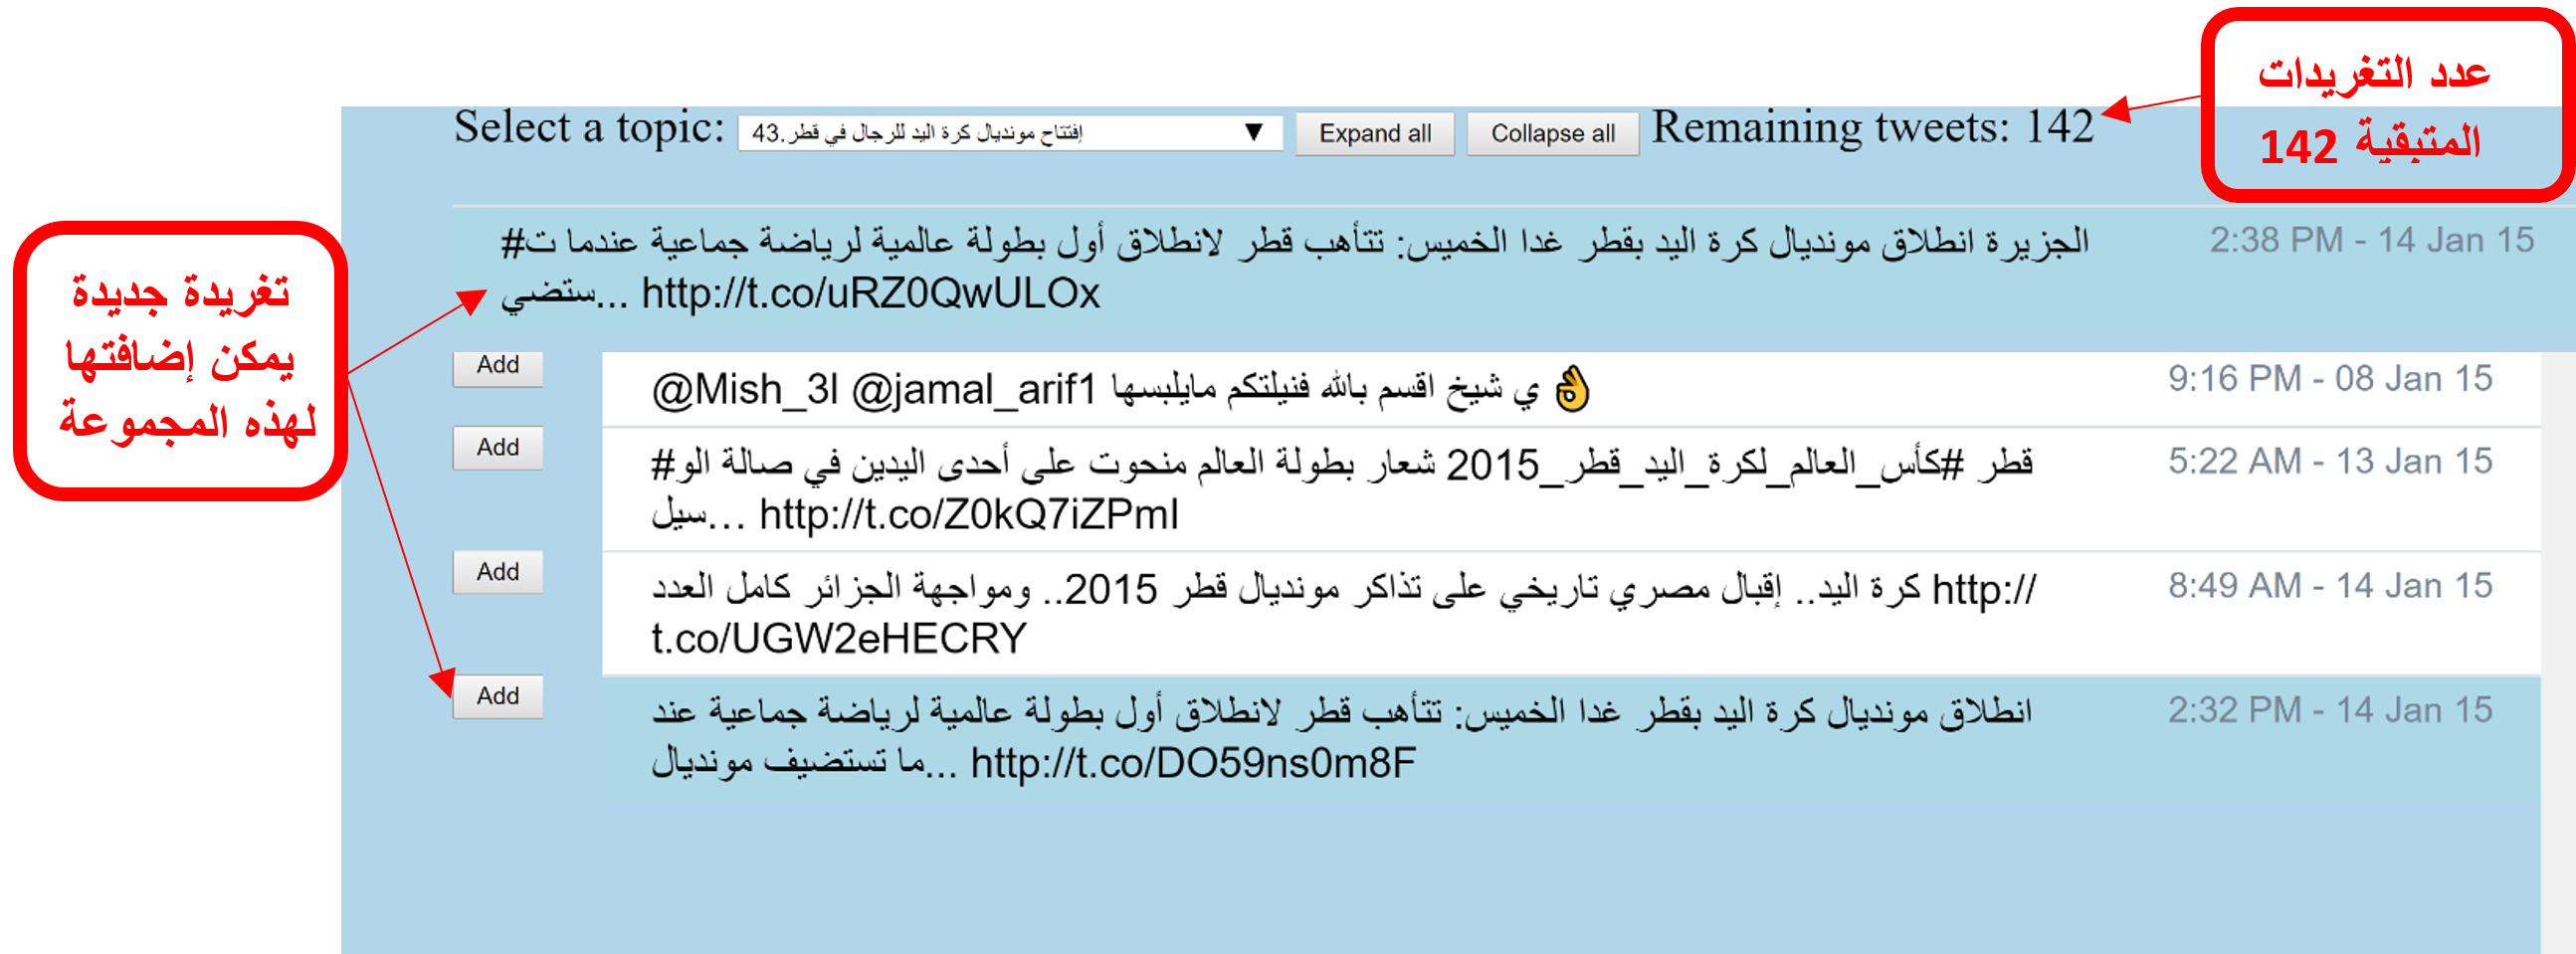 عدد التغريدات
المتبقية 142
Select a topic: إفتتاح مونديال كرة اليد للرجال في قطر.43 ▼ Expand all Collapse all Remaining tweets: 142
الجزيرة انطلاق مونديال كرة اليد بقطر غدا الخميس: تتأهب قطر لانطلاق أول بطولة عالمية لرياضة جماعية عندما ت# 2:38 PM - 14 Jan 15
ستضي... http://t.co/uRZ0QwULOx
تغريدة جديدة
يمكن إضافتها
لهذه المجموعة
Add @Mish_3l @jamal_arif1 ي شيخ اقسم بالله فنيلتكم مايلبسها 👌 9:16 PM - 08 Jan 15
Add قطر #كأس_العالم_لكرة_اليد_قطر_2015 شعار بطولة العالم منحوت على أحدى اليدين في صالة الو# 5:22 AM - 13 Jan 15
سيل... http://t.co/Z0kQ7iZPml
Add كرة اليد.. إقبال مصري تاريخي على تذاكر مونديال قطر 2015.. ومواجهة الجزائر كامل العدد http:// 8:49 AM - 14 Jan 15
t.co/UGW2eHECRY
Add انطلاق مونديال كرة اليد بقطر غدا الخميس: تتأهب قطر لانطلاق أول بطولة عالمية لرياضة جماعية عند 2:32 PM - 14 Jan 15
ما تستضيف مونديال... http://t.co/DO59ns0m8F